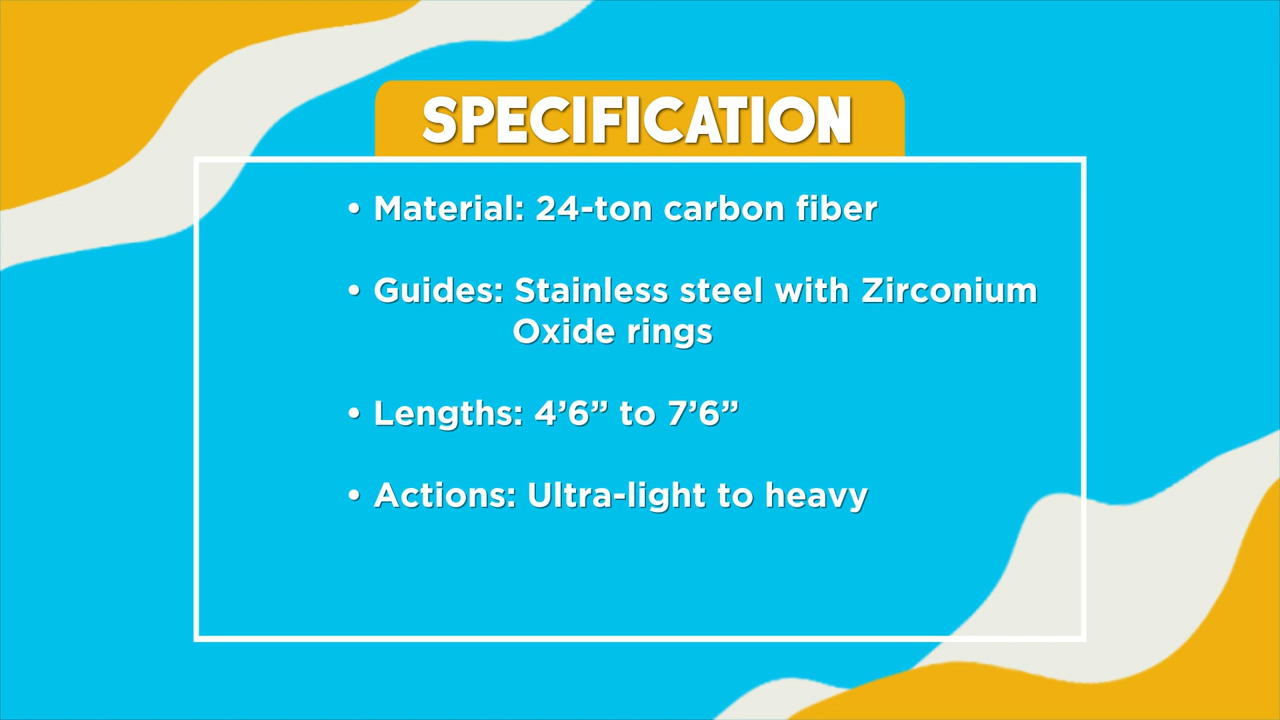 SPECIFICATION
• Material: 24-ton carbon fiber
• Guides: Stainless steel with Zirconium
Oxide rings
• Lengths: 4’6” to 7’6”
• Actions: Ultra-light to heavy